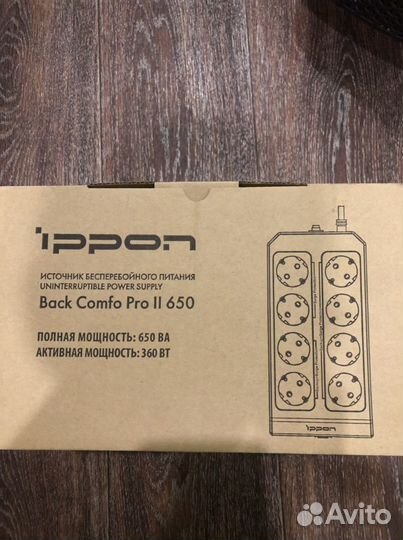 ippon
ИСТОЧНИК БЕСПЕРЕБОЙНОГО ПИТАНИЯ
UNINTERRUPTIBLE POWER SUPPLY
Back Comfo Pro II 650
ПОЛНАЯ МОЩНОСТЬ: 650 ВА
АКТИВНАЯ МОЩНОСТЬ: 360 ВТ
ippon
Avito